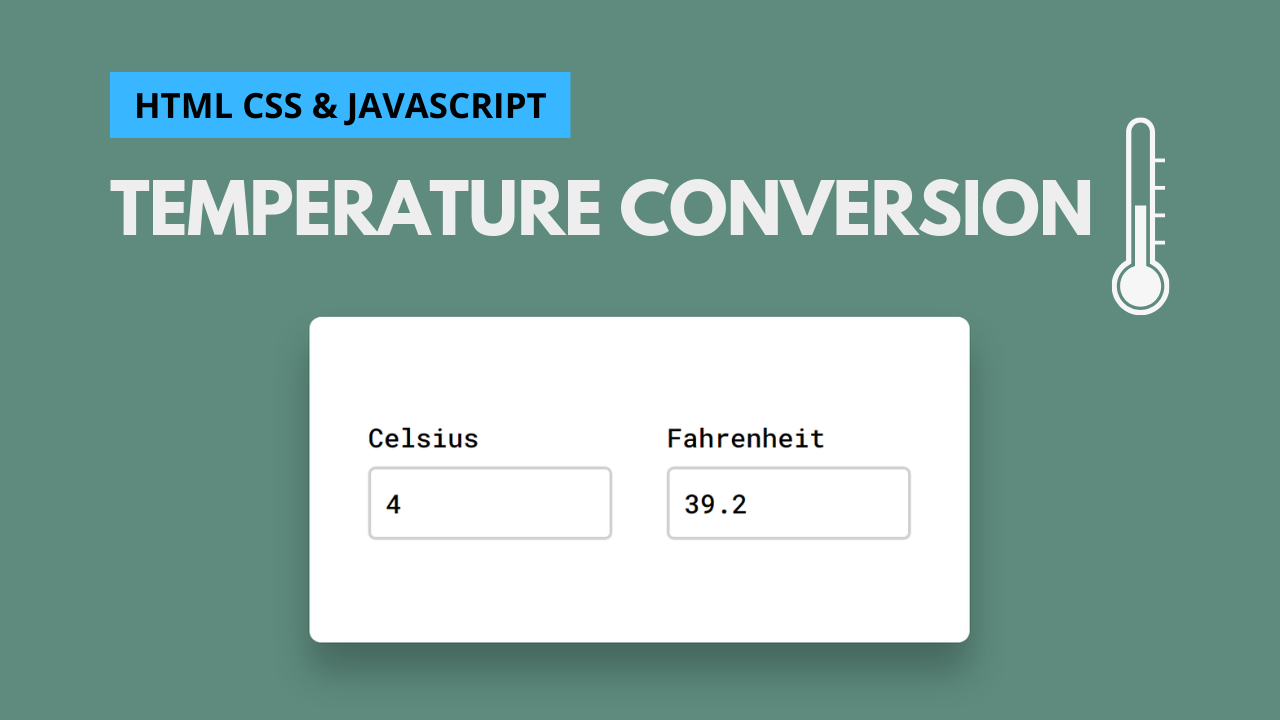 HTML CSS & JAVASCRIPT
TEMPERATURE CONVERSION
Celsius
Fahrenheit
4
39.2